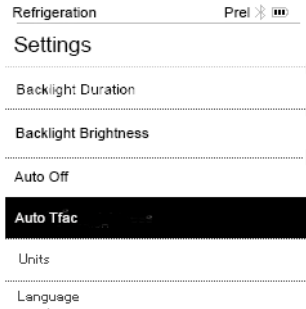 Refrigeration Prel
Settings
Backlight Duration
Backlight Brightness
Auto Off
Auto Tfac
Units
Language